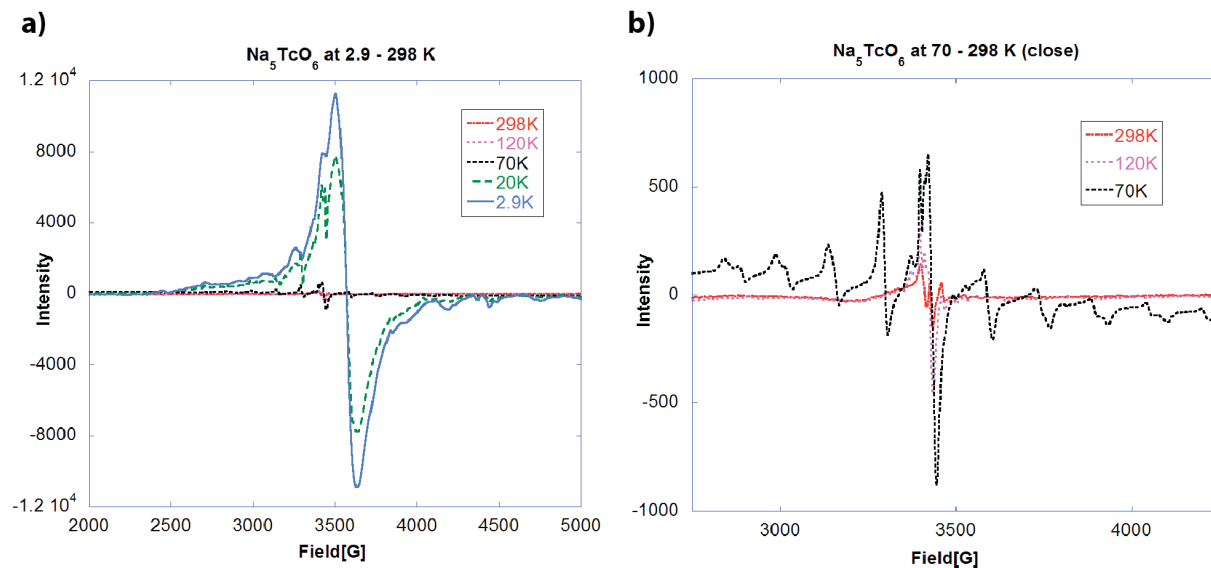 a)
Na5TcO6 at 2.9 - 298 K
1.2 10^4
8000
4000
0
-4000
-8000
-1.2 10^4
Intensity
298K
120K
70K
20K
2.9K
2000 2500 3000 3500 4000 4500 5000
Field[G]
b)
Na5TcO6 at 70 - 298 K (close)
1000
500
0
-500
-1000
Intensity
298K
120K
70K
3000 3500 4000
Field[G]